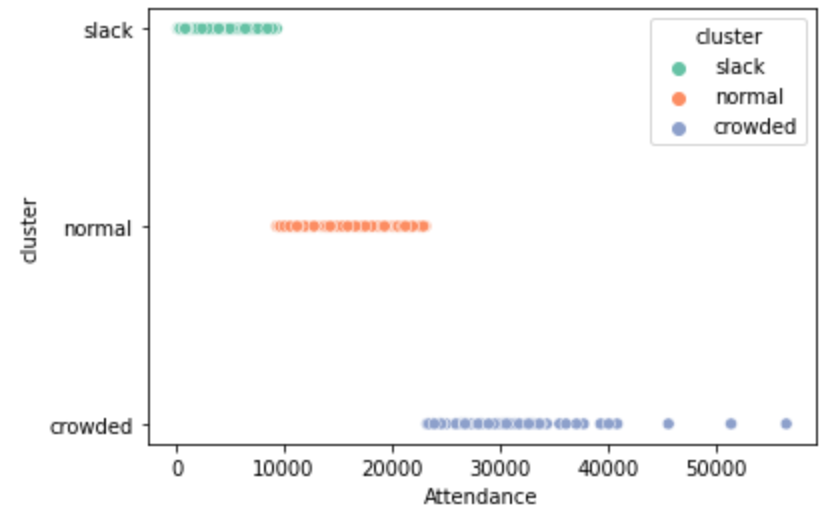 cluster
slack
normal
crowded
cluster
slack
normal
crowded
0 10000 20000 30000 40000 50000
Attendance